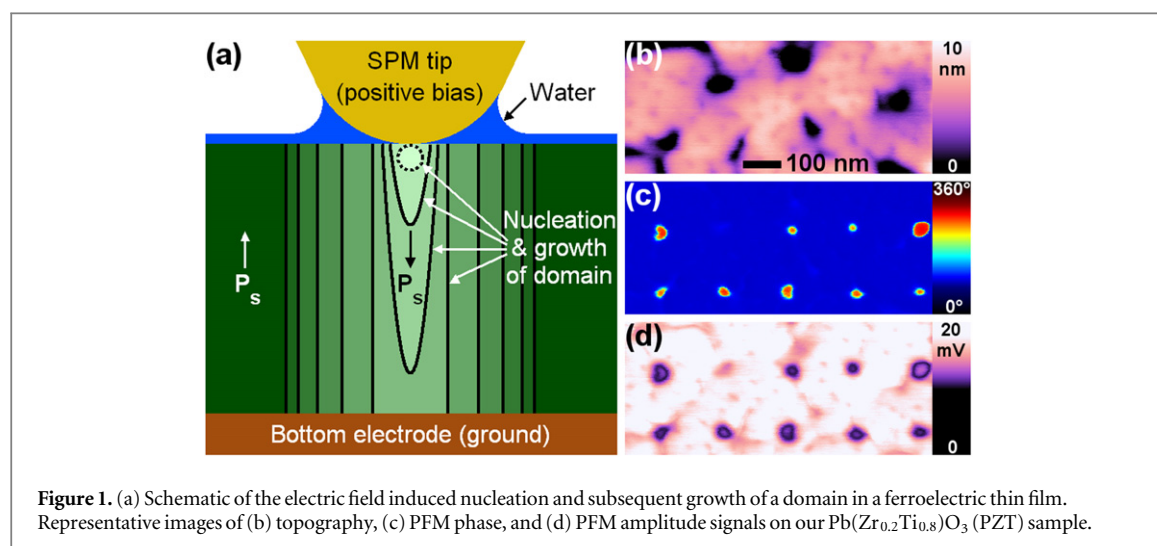 (a)
SPM tip
(positive bias)
Water
Nucleation
& growth
of domain
Ps
Ps
Bottom electrode (ground)
(b)
10
nm
100 nm
0
(c)
360°
0°
(d)
20
mV
0
Figure 1. (a) Schematic of the electric field induced nucleation and subsequent growth of a domain in a ferroelectric thin film.
Representative images of (b) topography, (c) PFM phase, and (d) PFM amplitude signals on our Pb(Zr0.2Ti0.8)O3 (PZT) sample.